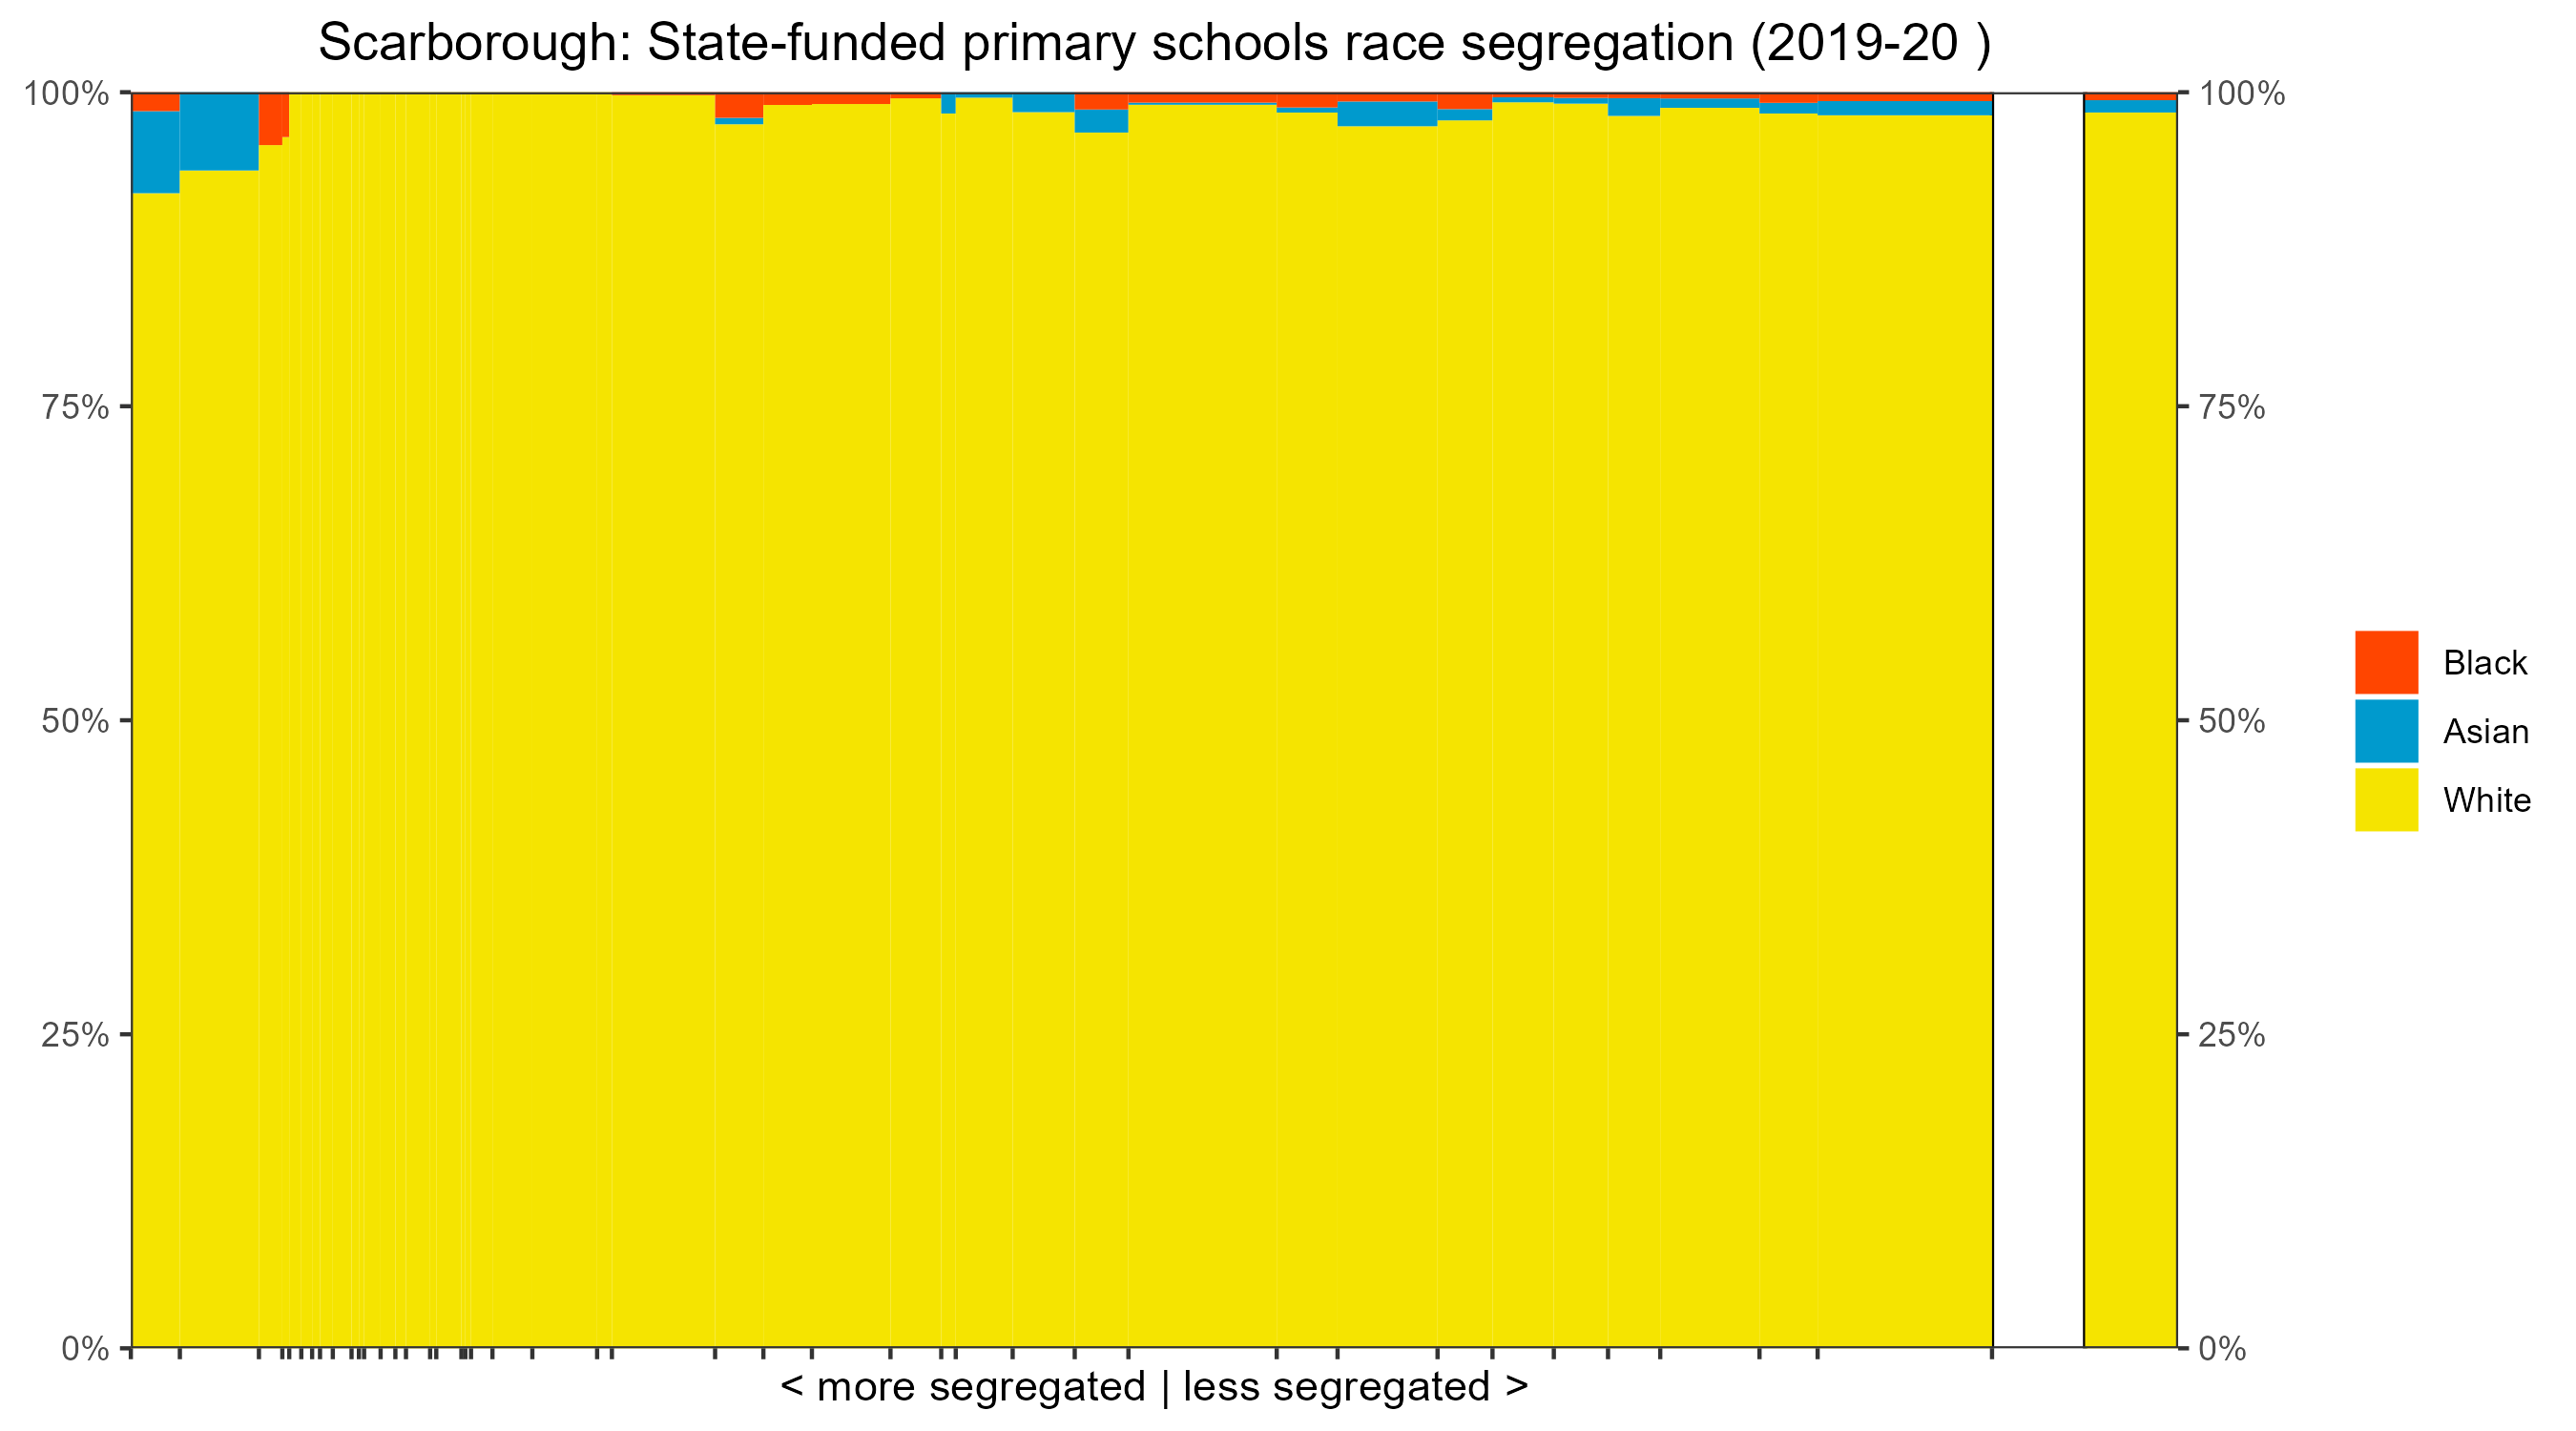 Scarborough: State-funded primary schools race segregation (2019-20 )
100%
75%
50%
25%
0%
100%
75%
50%
25%
0%
Black
Asian
White
< more segregated | less segregated >